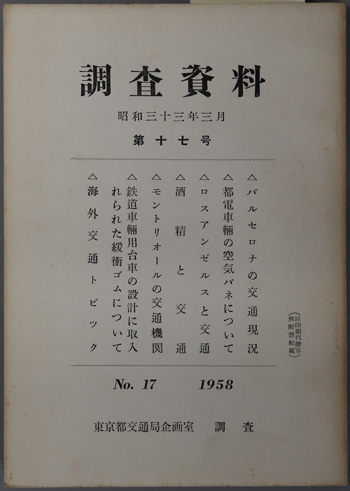 調査資料
昭和三十三年三月
第十七号
△バルセロナの交通現況
△都電車輛の空気バネについて
△ロスアンゼルスと交通
△酒精と交通
△モントリオールの交通機関
△鉄道車輛用台車の設計に取入
れられた緩衝ゴムについて
△海外交通トピック
無断禁転載
No. 17 1958
東京都交通局企画室 調査